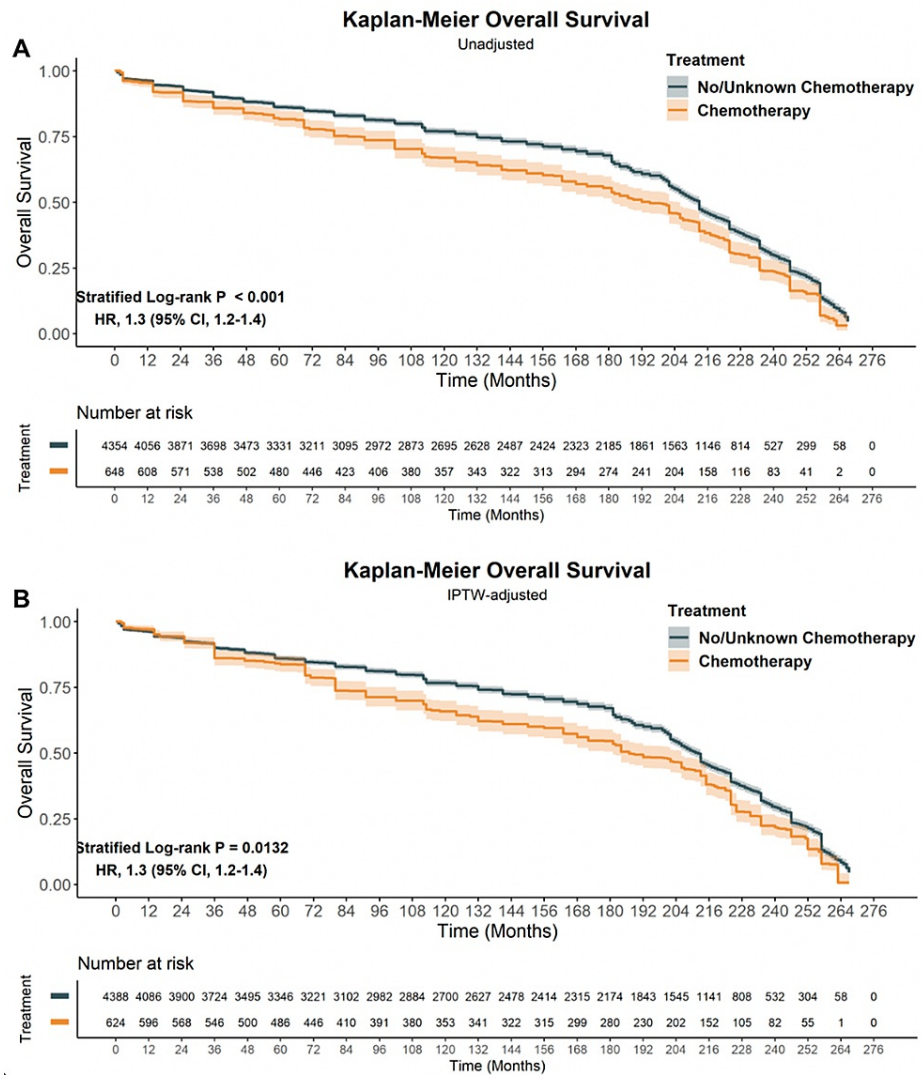 Kaplan-Meier Overall Survival
A
Unadjusted
Treatment
No/Unknown Chemotherapy
Chemotherapy
1.00
0.75
0.50
0.25
0.00
Overall Survival
Stratified Log-rank P < 0.001
HR, 1.3 (95% CI, 1.2-1.4)
0 12 24 36 48 60 72 84 96 108 120 132 144 156 168 180 192 204 216 228 240 252 264 276
Time (Months)
Number at risk
Treatment
4354 4056 3871 3698 3473 3331 3211 3095 2972 2873 2695 2628 2487 2424 2323 2185 1861 1563 1146 814 527 299 58 0
648 608 571 538 502 480 446 423 406 380 357 343 322 313 294 274 241 204 158 116 83 41 2 0
0 12 24 36 48 60 72 84 96 108 120 132 144 156 168 180 192 204 216 228 240 252 264 276
Time (Months)
Kaplan-Meier Overall Survival
B
IPTW-adjusted
Treatment
No/Unknown Chemotherapy
Chemotherapy
1.00
0.75
0.50
0.25
0.00
Overall Survival
Stratified Log-rank P = 0.0132
HR, 1.3 (95% CI, 1.2-1.4)
0 12 24 36 48 60 72 84 96 108 120 132 144 156 168 180 192 204 216 228 240 252 264 276
Time (Months)
Number at risk
Treatment
4388 4086 3900 3724 3495 3346 3221 3102 2982 2884 2700 2627 2478 2414 2315 2174 1843 1545 1141 808 532 304 58 0
624 596 568 546 500 486 446 410 391 380 353 341 322 315 299 280 230 202 152 105 82 55 1 0
0 12 24 36 48 60 72 84 96 108 120 132 144 156 168 180 192 204 216 228 240 252 264 276
Time (Months)